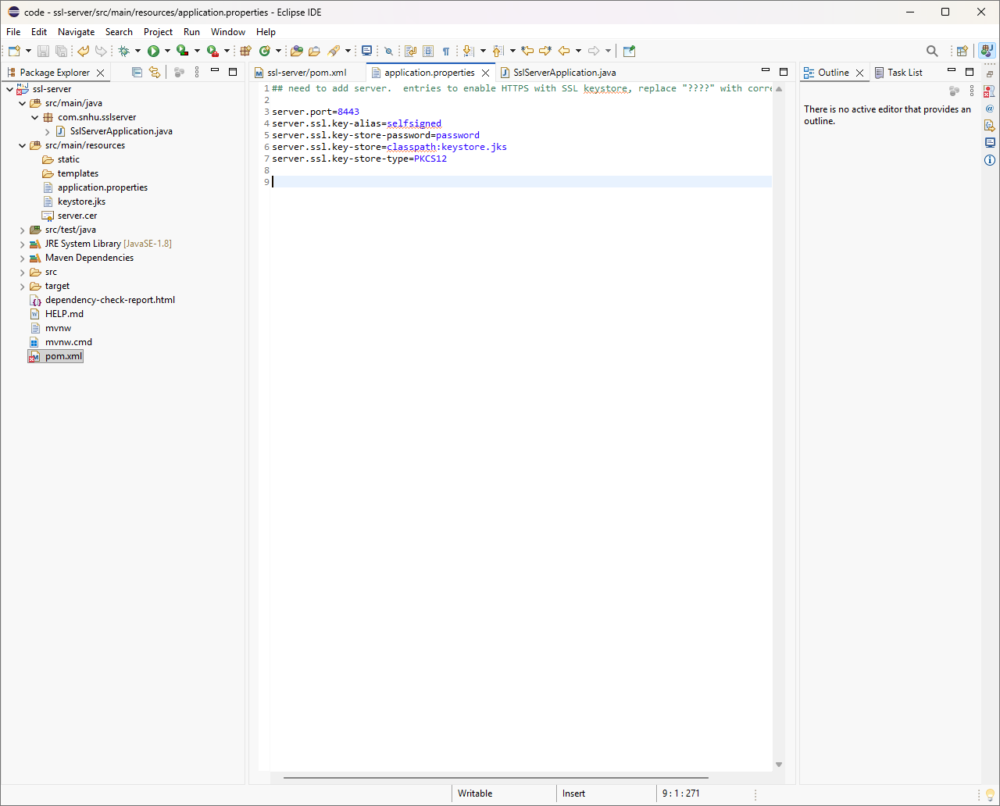 code - ssl-server/src/main/resources/application.properties - Eclipse IDE
File Edit Navigate Search Project Run Window Help
Package Explorer
ssl-server
src/main/java
com.snhu.sslserver
SslServerApplication.java
src/main/resources
static
templates
application.properties
keystore.jks
server.cer
src/test/java
JRE System Library [JavaSE-1.8]
Maven Dependencies
src
target
dependency-check-report.html
HELP.md
mvnw
mvnw.cmd
pom.xml
ssl-server/pom.xml application.properties SslServerApplication.java
1 ## need to add server.  entries to enable HTTPS with SSL keystore, replace "????" with corre
2
3 server.port=8443
4 server.ssl.key-alias=selfsigned
5 server.ssl.key-store-password=password
6 server.ssl.key-store=classpath:keystore.jks
7 server.ssl.key-store-type=PKCS12
8
9
Outline Task List
There is no active editor that provides an
outline.
Writable Insert 9 : 1 : 271